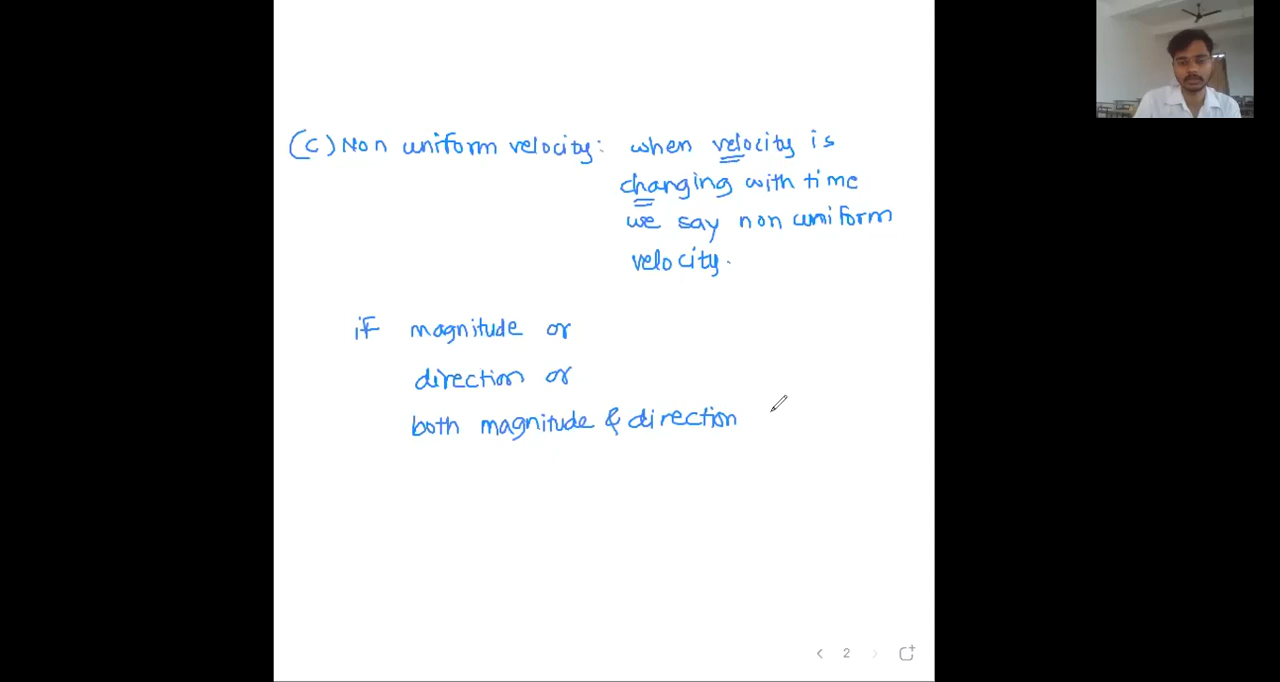 (C) Non uniform velocity: when velocity is
changing with time
we say non uniform
velocity.
if magnitude or
direction or
both magnitude & direction
2